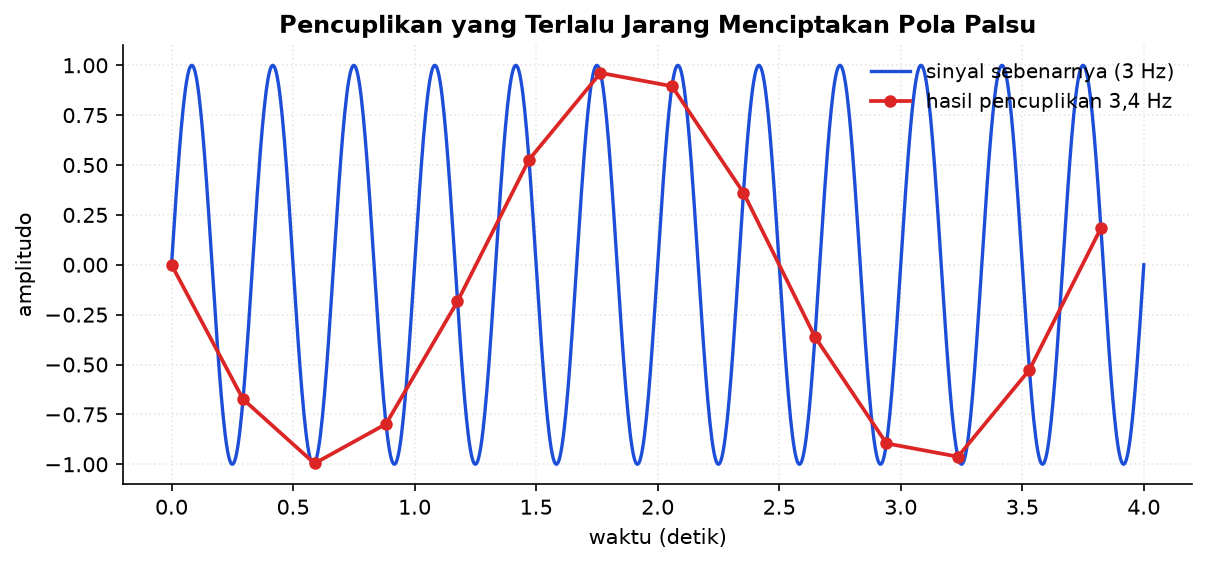 Pencuplikan yang Terlalu Jarang Menciptakan Pola Palsu
sinyal sebenarnya (3 Hz)
hasil pencuplikan 3,4 Hz
amplitudo
1.00
0.75
0.50
0.25
0.00
−0.25
−0.50
−0.75
−1.00
0.0 0.5 1.0 1.5 2.0 2.5 3.0 3.5 4.0
waktu (detik)